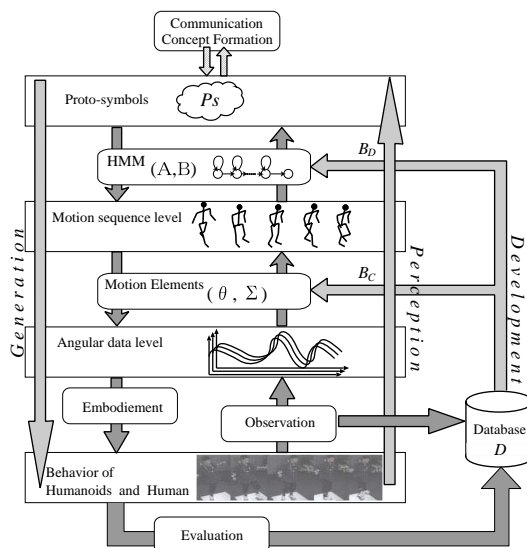 Communication
Concept Formation
Proto-symbols
Ps
HMM (A,B)
B_D
Motion sequence level
Motion Elements
(θ, Σ)
B_C
Angular data level
Embodiement
Observation
Database
D
Behavior of
Humanoids and Human
Evaluation
Generation
Perception
Development